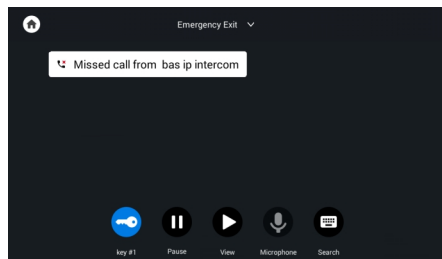 Emergency Exit
Missed call from bas ip intercom
key #1 Pause View Microphone Search